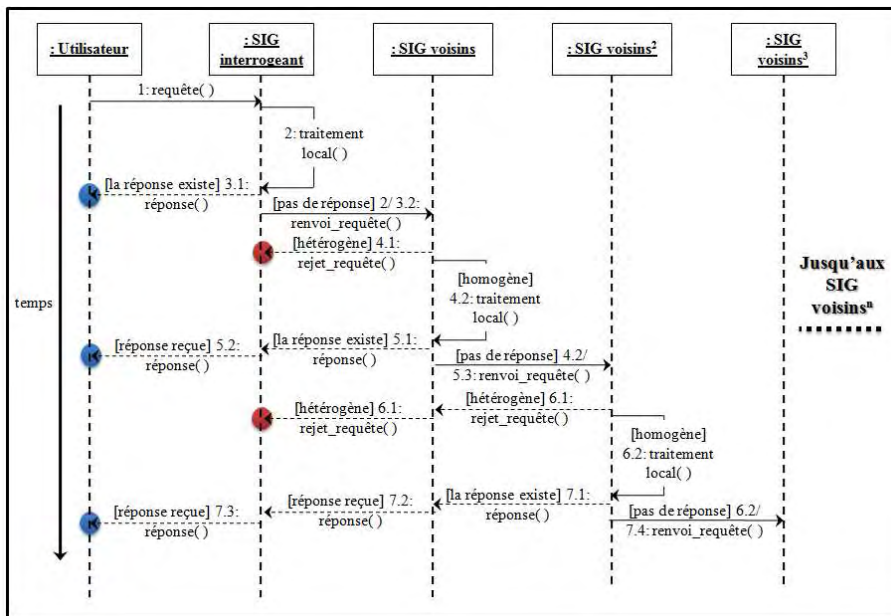 : Utilisateur
: SIG
interrogeant
: SIG voisins
: SIG voisins²
: SIG
voisins³
1: requête( )
2: traitement
local( )
[la réponse existe] 3.1:
réponse( )
[pas de réponse] 2/ 3.2:
renvoi_requête( )
[hétérogène] 4.1:
rejet_requête( )
[homogène]
4.2: traitement
local( )
Jusqu'aux
SIG
voisinsⁿ
temps
[réponse reçue] 5.2:
réponse( )
[la réponse existe] 5.1:
réponse( )
[pas de réponse] 4.2/
5.3: renvoi_requête( )
[hétérogène] 6.1:
rejet_requête( )
[hétérogène] 6.1:
rejet_requête( )
[homogène]
6.2: traitement
local( )
[réponse reçue] 7.3:
réponse( )
[réponse reçue] 7.2:
réponse( )
[la réponse existe] 7.1:
réponse( )
[pas de réponse] 6.2/
7.4: renvoi_requête( )